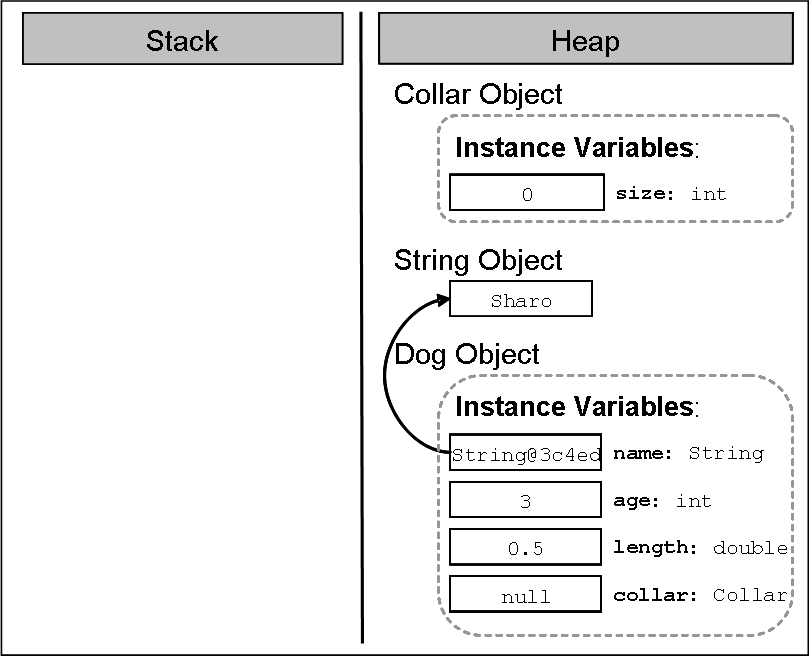 Stack
Heap
Collar Object
Instance Variables:
0 size: int
String Object
Sharo
Dog Object
Instance Variables:
String@3c4ed name: String
3 age: int
0.5 length: double
null collar: Collar